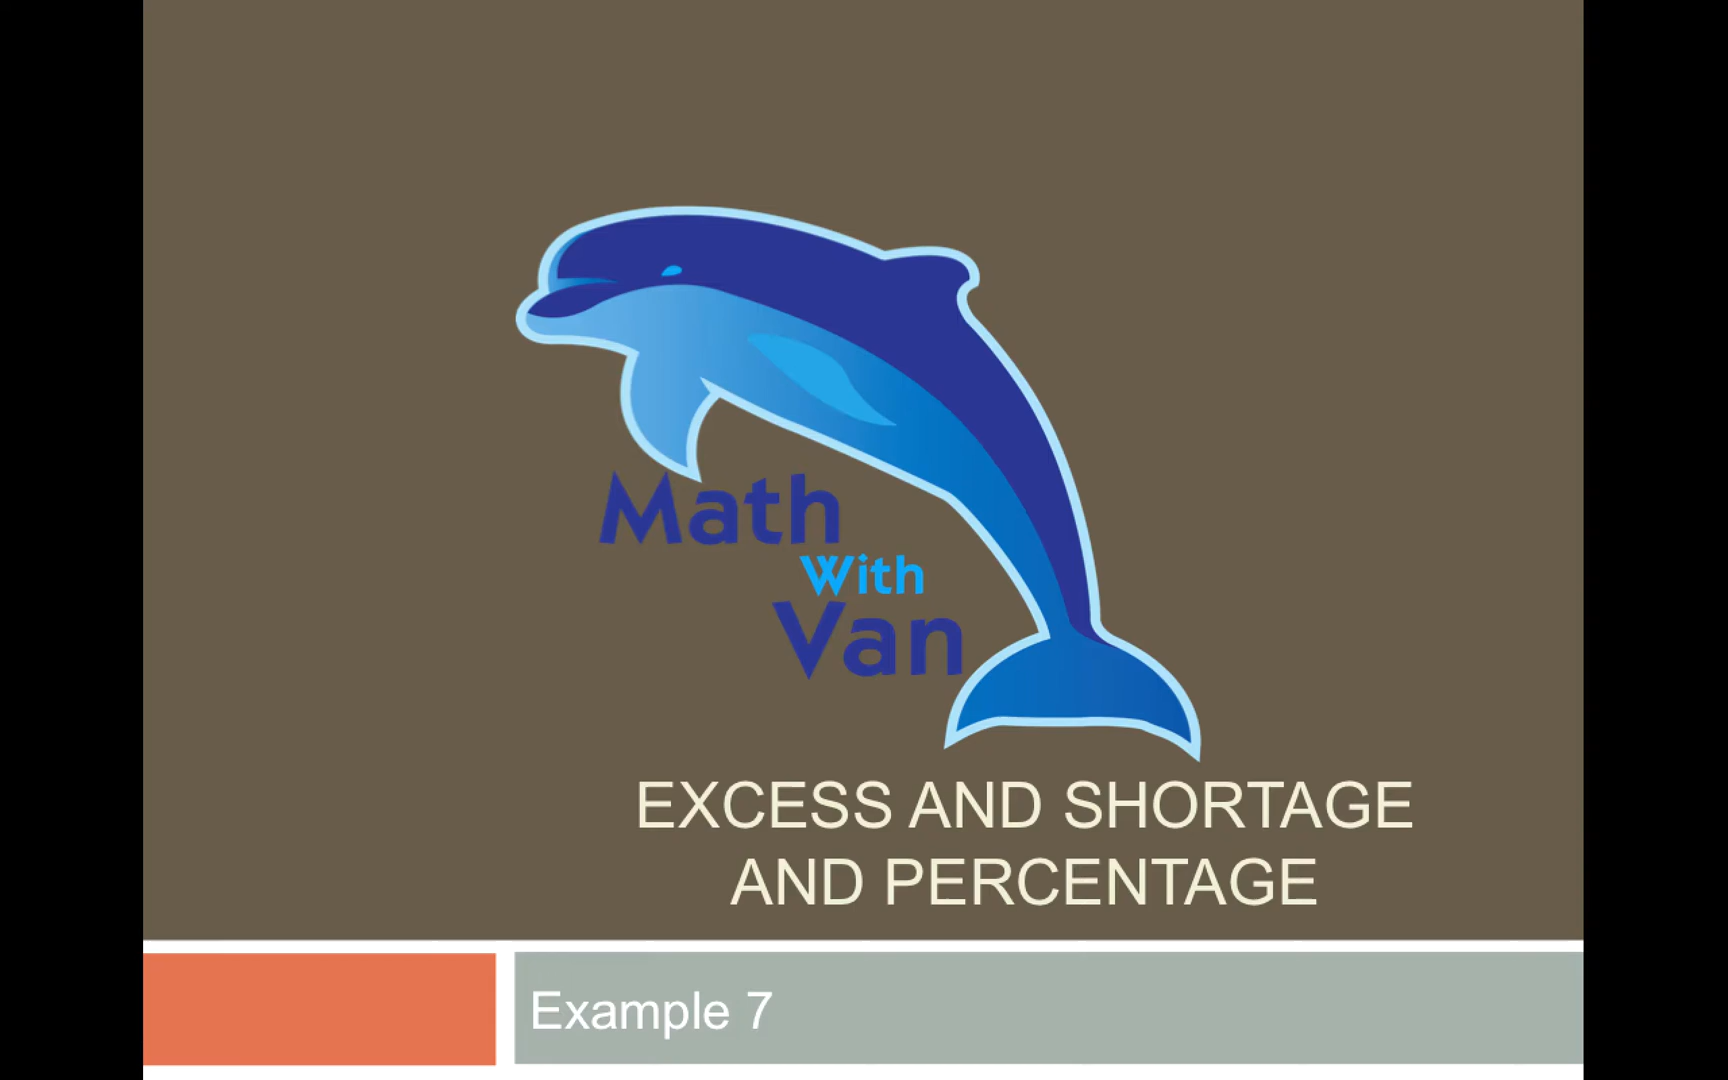 Math
With
Van
EXCESS AND SHORTAGE
AND PERCENTAGE
Example 7